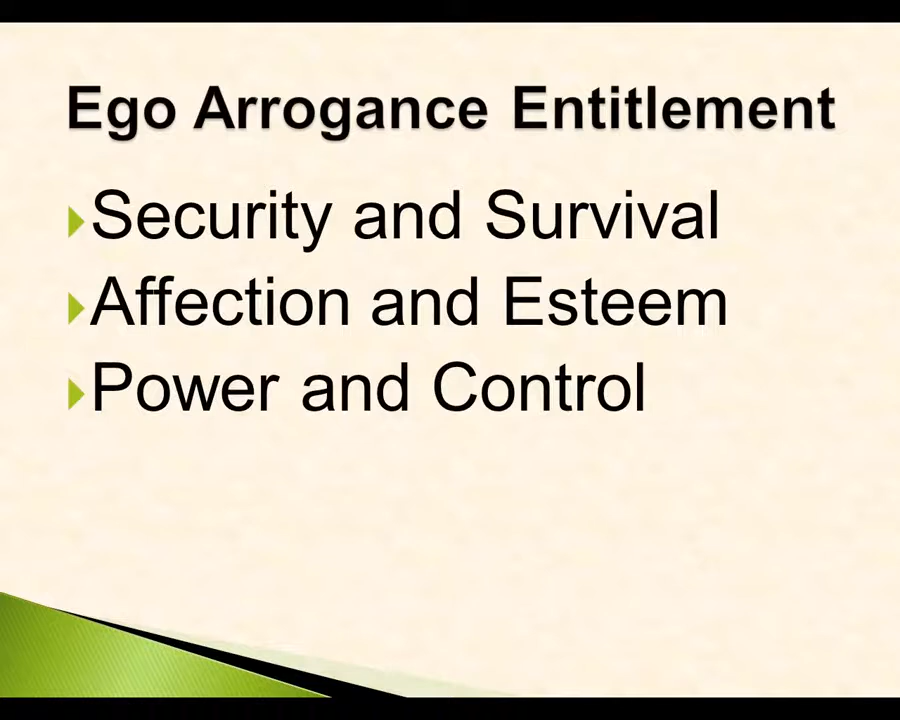 Ego Arrogance Entitlement
Security and Survival
Affection and Esteem
Power and Control